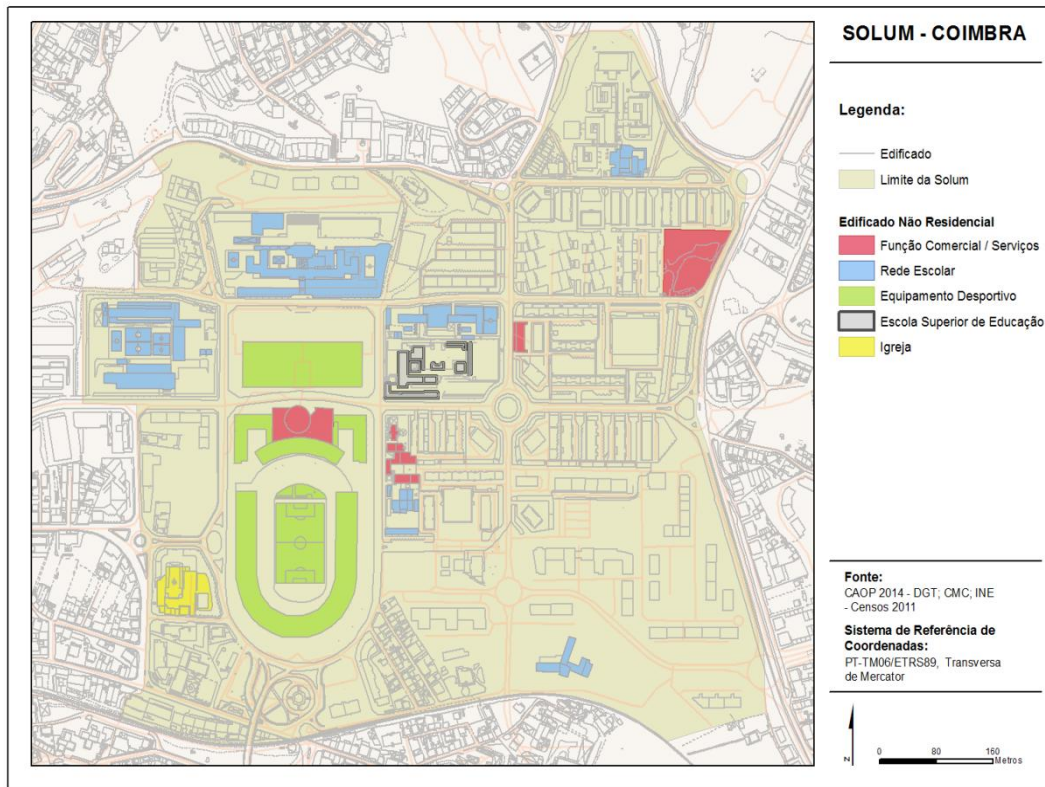 SOLUM - COIMBRA
Legenda:
Edificado
Limite da Solum
Edificado Não Residencial
Função Comercial / Serviços
Rede Escolar
Equipamento Desportivo
Escola Superior de Educação
Igreja
Fonte:
CAOP 2014 - DGT; CMC; INE
- Censos 2011
Sistema de Referência de
Coordenadas:
PT-TM06/ETRS89, Transversa
de Mercator
N
0 80 160
Metros